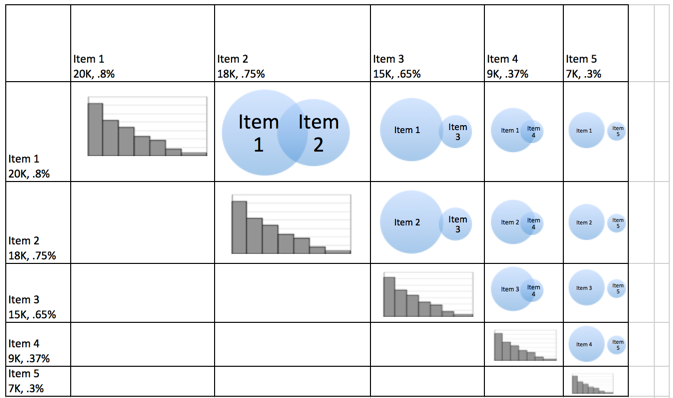 Item 1
20K, .8%
Item 2
18K, .75%
Item 3
15K, .65%
Item 4
9K, .37%
Item 5
7K, .3%
Item 1
20K, .8%
Item
1
Item
2
Item 1
Item
3
Item 1
Item
4
Item 1
Item
5
Item 2
18K, .75%
Item 2
Item
3
Item 2
Item
4
Item 2
Item
5
Item 3
15K, .65%
Item 3
Item
4
Item 3
Item
5
Item 4
9K, .37%
Item 4
Item
5
Item 5
7K, .3%